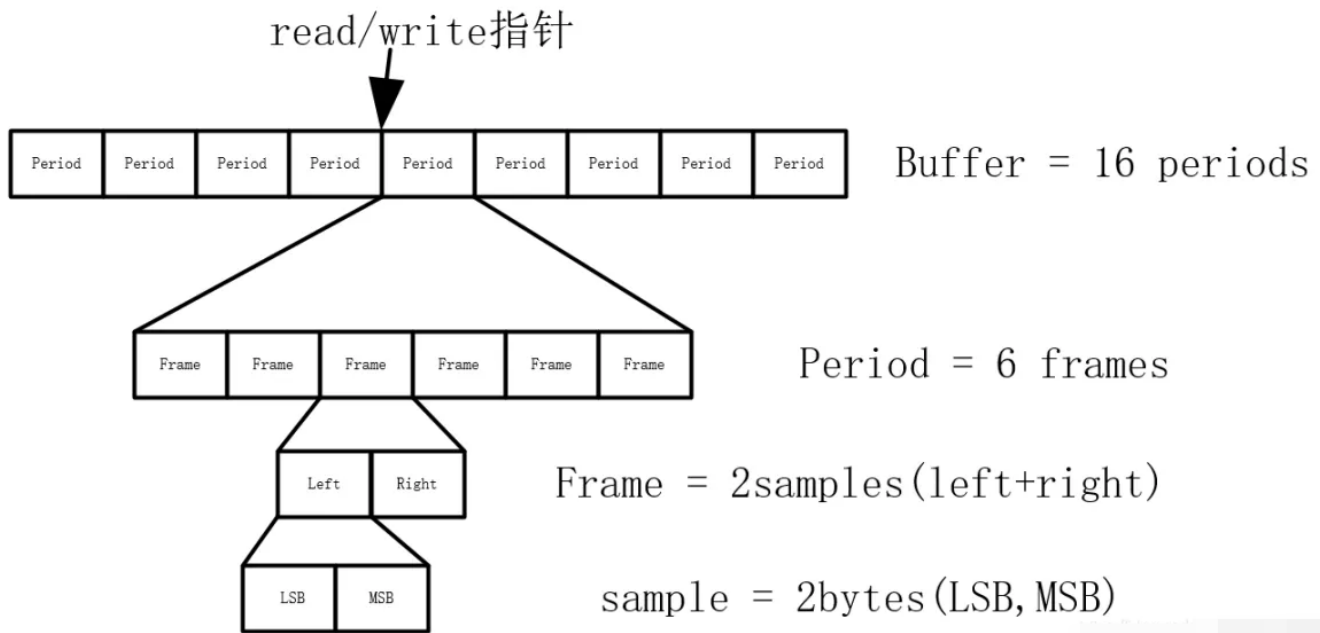 read/write指针
Period Period Period Period Period Period Period Period Period
Buffer = 16 periods
Frame Frame Frame Frame Frame Frame
Period = 6 frames
Left Right
Frame = 2samples(left+right)
LSB MSB
sample = 2bytes(LSB,MSB)